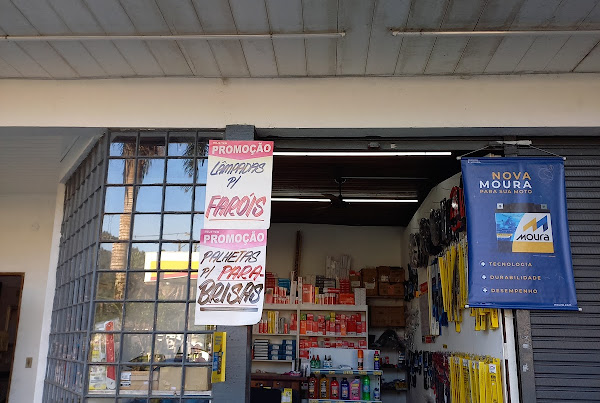 PROMOÇÃO
LÂMPADAS
P/
FARÓIS
PROMOÇÃO
PALHETAS
P/ PARA
BRISAS
NOVA
MOURA
PARA SUA MOTO
moura
+ TECNOLOGIA
+ DURABILIDADE
+ DESEMPENHO